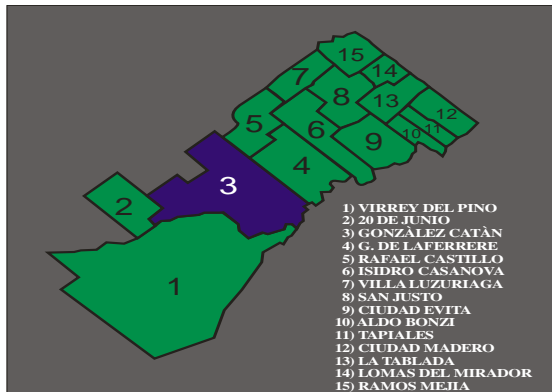 15
14
7
8
13
12
5
6
10
11
9
4
3
2
1
1) VIRREY DEL PINO
2) 20 DE JUNIO
3) GONZÀLEZ CATÀN
4) G. DE LAFERRERE
5) RAFAEL CASTILLO
6) ISIDRO CASANOVA
7) VILLA LUZURIAGA
8) SAN JUSTO
9) CIUDAD EVITA
10) ALDO BONZI
11) TAPIALES
12) CIUDAD MADERO
13) LA TABLADA
14) LOMAS DEL MIRADOR
15) RAMOS MEJIA